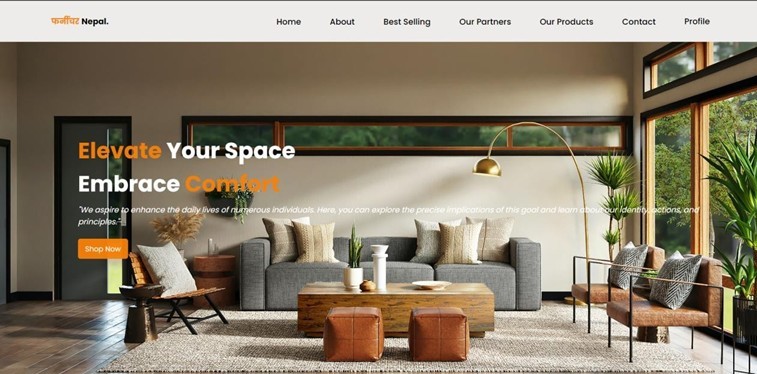 फर्नीचर Nepal.
Home About Best Selling Our Partners Our Products Contact Profile
Elevate Your Space
Embrace Comfort
"We aspire to enhance the daily lives of numerous individuals. Here, you can explore the precise implications of this goal and learn about our identity, actions, and
principles."
Shop Now